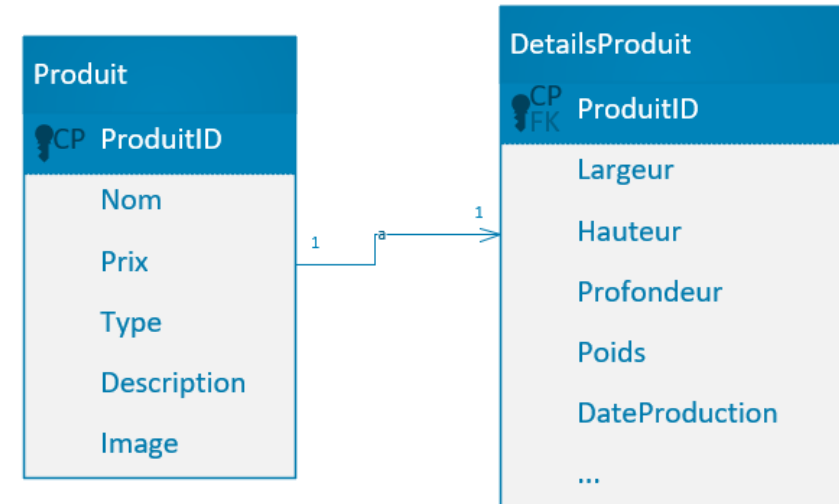 Produit
CP ProduitID
Nom
Prix
Type
Description
Image
1
a
1
DetailsProduit
CP
FK
ProduitID
Largeur
Hauteur
Profondeur
Poids
DateProduction
...